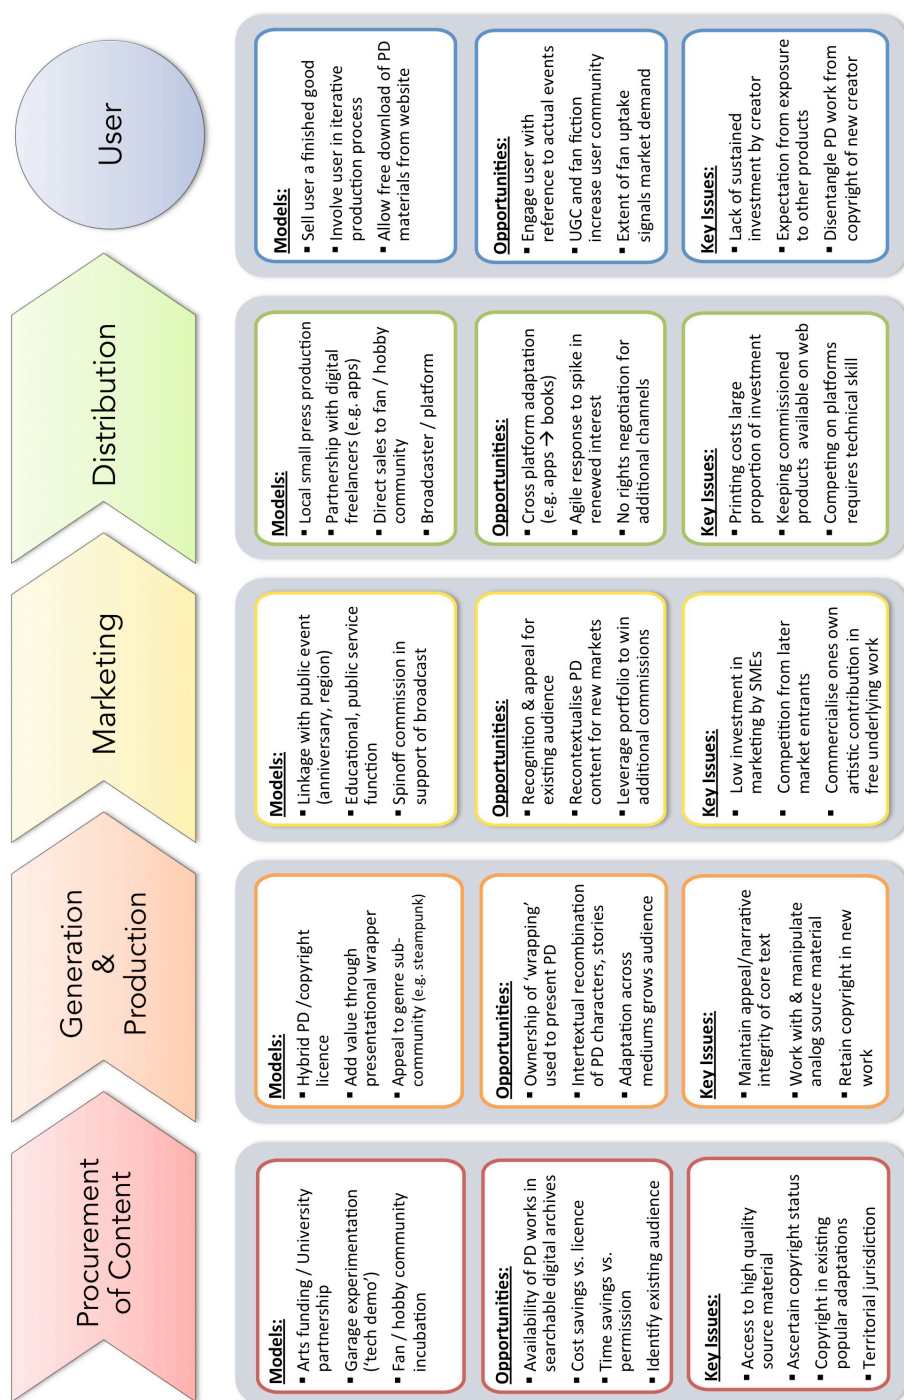 Procurement
of Content
Generation
&
Production
Marketing
Distribution
User
Models:
▪ Arts funding / University
partnership
▪ Garage experimentation
('tech demo')
▪ Fan / hobby community
incubation
Opportunities:
▪ Availability of PD works in
searchable digital archives
▪ Cost savings vs. licence
▪ Time savings vs.
permission
▪ Identify existing audience
Key Issues:
▪ Access to high quality
source material
▪ Ascertain copyright status
▪ Copyright in existing
popular adaptations
▪ Territorial jurisdiction
Models:
▪ Hybrid PD /copyright
licence
▪ Add value through
presentational wrapper
▪ Appeal to genre sub-
community (e.g. steampunk)
Opportunities:
▪ Ownership of 'wrapping'
used to present PD
▪ Intertextual recombination
of PD characters, stories
▪ Adaptation across
mediums grows audience
Key Issues:
▪ Maintain appeal/narrative
integrity of core text
▪ Work with & manipulate
analog source material
▪ Retain copyright in new
work
Models:
▪ Linkage with public event
(anniversary, region)
▪ Educational, public service
function
▪ Spinoff commission in
support of broadcast
Opportunities:
▪ Recognition & appeal for
existing audience
▪ Recontextualise PD
content for new markets
▪ Leverage portfolio to win
additional commissions
Key Issues:
▪ Low investment in
marketing by SMEs
▪ Competition from later
market entrants
▪ Commercialise ones own
artistic contribution in
free underlying work
Models:
▪ Local small press production
▪ Partnership with digital
freelancers (e.g. apps)
▪ Direct sales to fan / hobby
community
▪ Broadcaster / platform
Opportunities:
▪ Cross platform adaptation
(e.g. apps → books)
▪ Agile response to spike in
renewed interest
▪ No rights negotiation for
additional channels
Key Issues:
▪ Printing costs large
proportion of investment
▪ Keeping commissioned
products available on web
▪ Competing on platforms
requires technical skill
Models:
▪ Sell user a finished good
▪ Involve user in iterative
production process
▪ Allow free download of PD
materials from website
Opportunities:
▪ Engage user with
reference to actual events
▪ UGC and fan fiction
increase user community
▪ Extent of fan uptake
signals market demand
Key Issues:
▪ Lack of sustained
investment by creator
▪ Expectation from exposure
to other products
▪ Disentangle PD work from
copyright of new creator